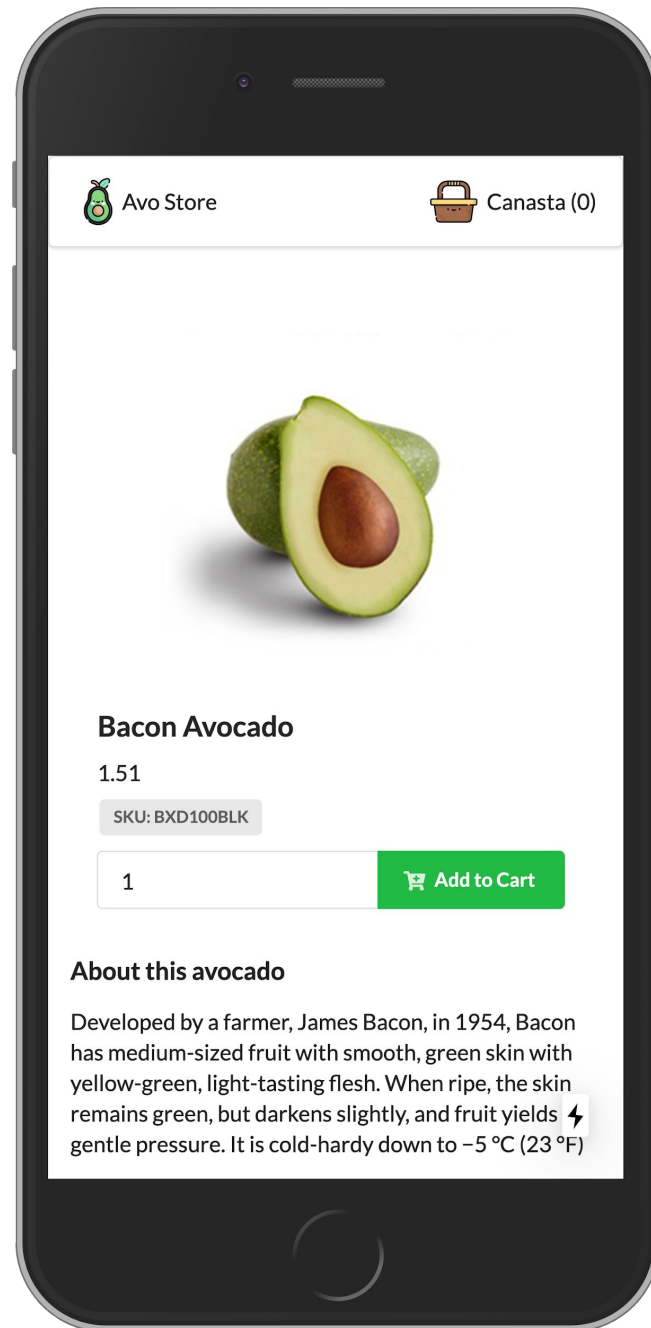 Avo Store
Canasta (0)
Bacon Avocado
1.51
SKU: BXD100BLK
1
Add to Cart
About this avocado
Developed by a farmer, James Bacon, in 1954, Bacon
has medium-sized fruit with smooth, green skin with
yellow-green, light-tasting flesh. When ripe, the skin
remains green, but darkens slightly, and fruit yields
gentle pressure. It is cold-hardy down to −5 °C (23 °F)